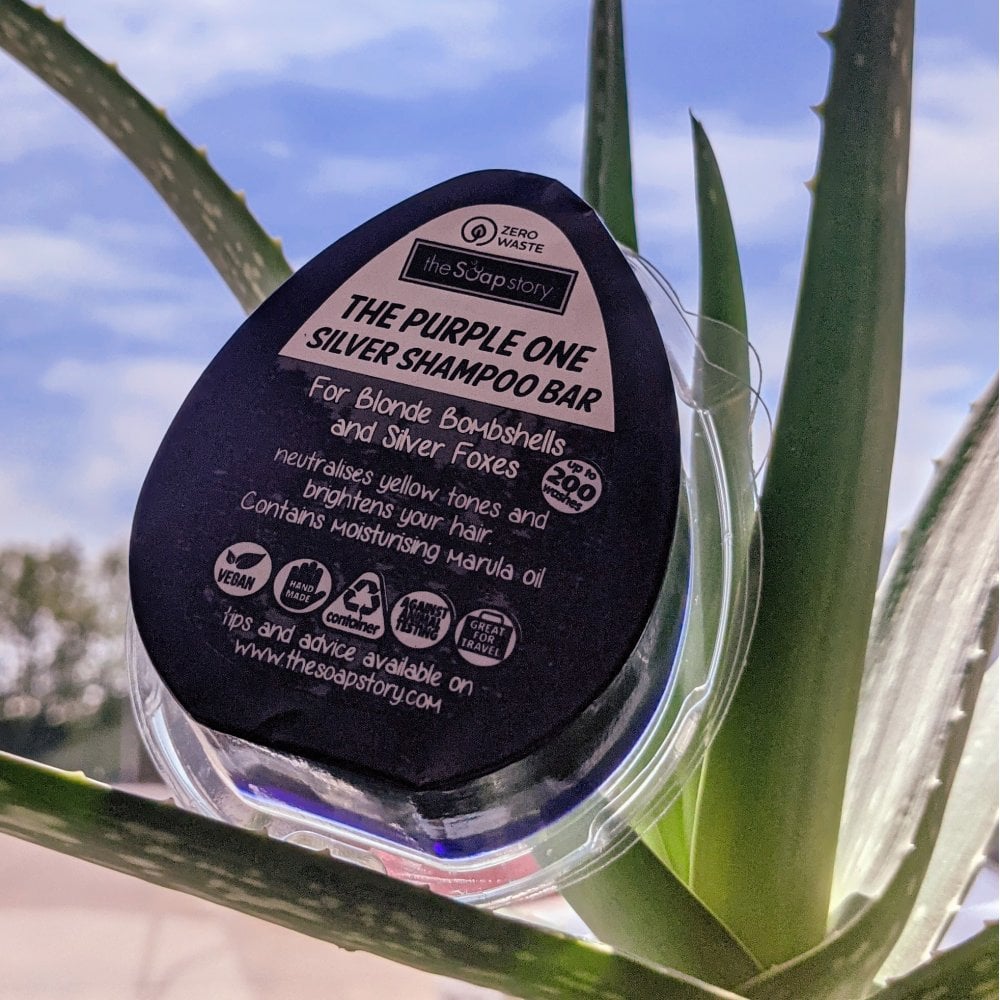 ZERO
WASTE
the Soap story
THE PURPLE ONE
SILVER SHAMPOO BAR
For Blonde Bombshells
and Silver Foxes
up to
200
washes
neutralises yellow tones and
brightens your hair.
Contains Moisturising Marula oil
VEGAN
HAND
MADE
container
AGAINST
ANIMAL
TESTING
GREAT
FOR
TRAVEL
Tips and advice available on
www.thesoapstory.com